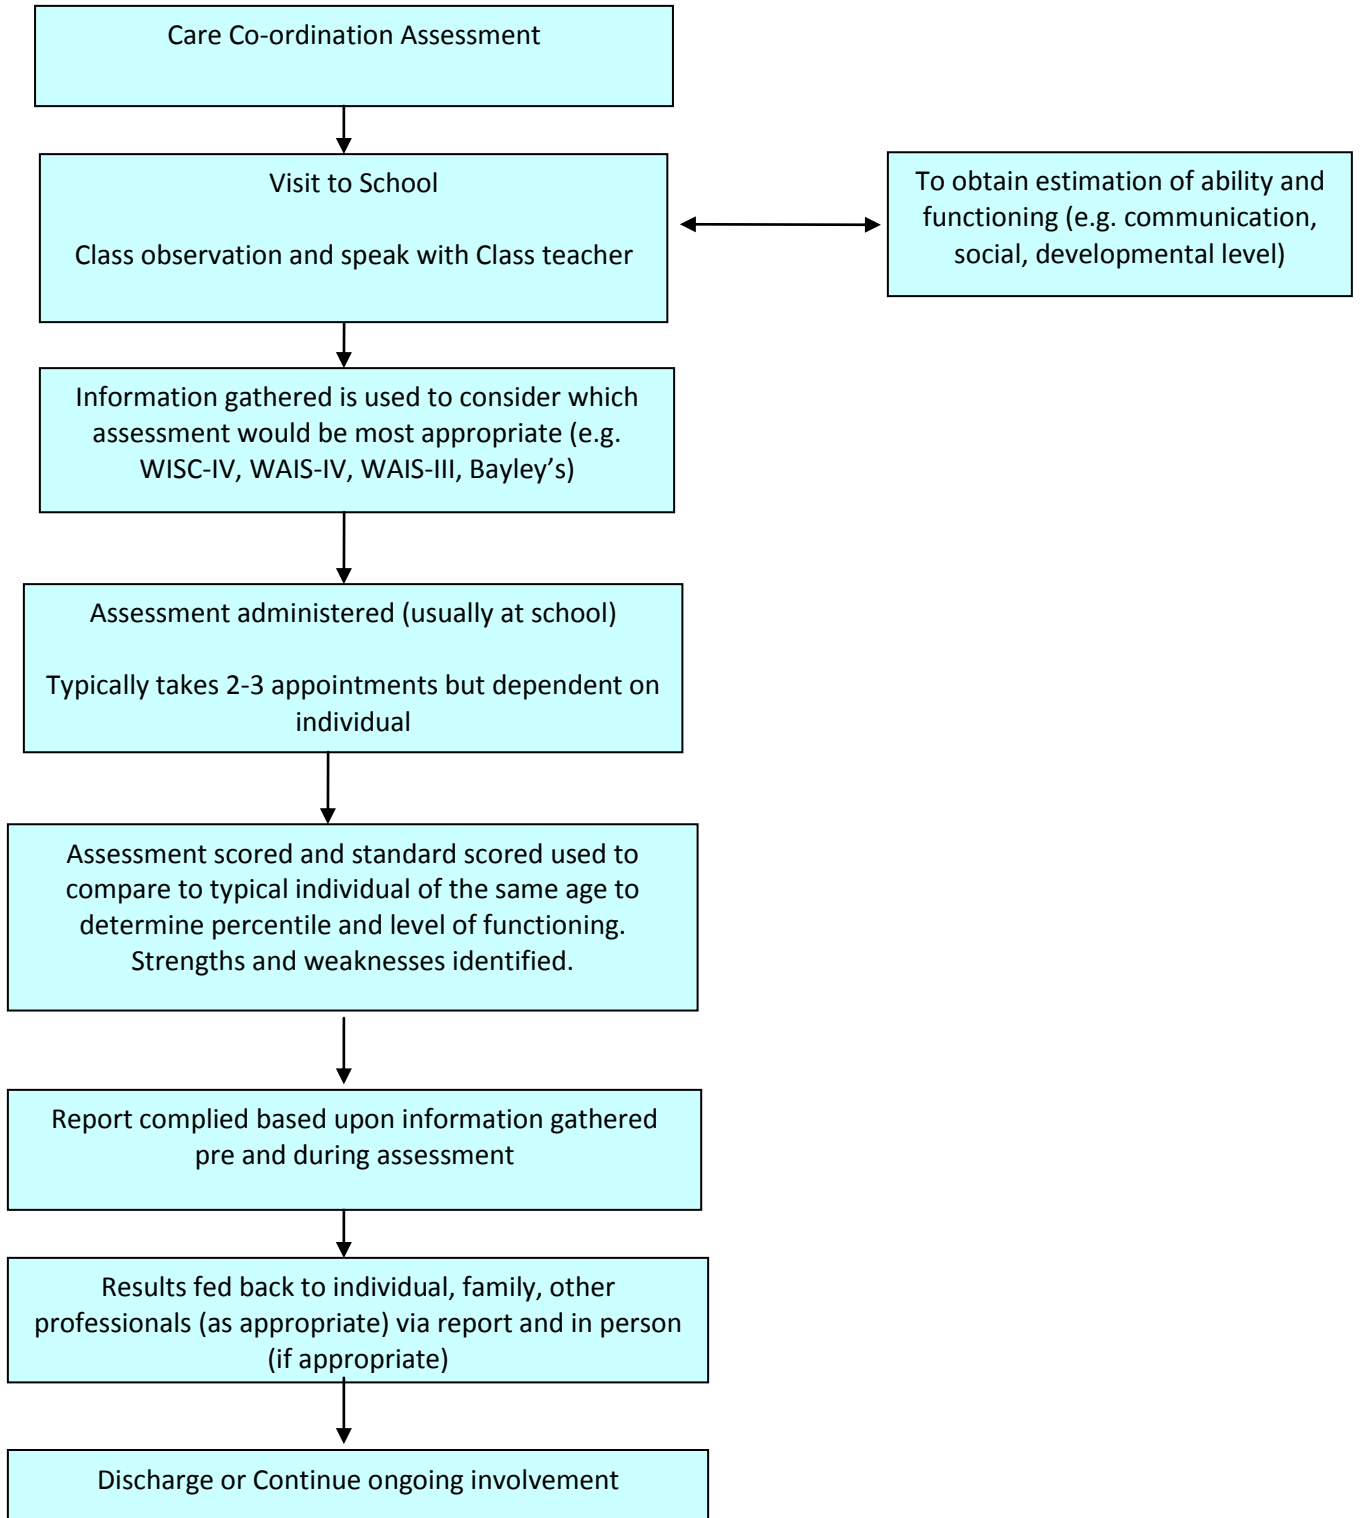 Care Co-ordination Assessment
Visit to School
Class observation and speak with Class teacher
To obtain estimation of ability and
functioning (e.g. communication,
social, developmental level)
Information gathered is used to consider which
assessment would be most appropriate (e.g.
WISC-IV, WAIS-IV, WAIS-III, Bayley’s)
Assessment administered (usually at school)
Typically takes 2-3 appointments but dependent on
individual
Assessment scored and standard scored used to
compare to typical individual of the same age to
determine percentile and level of functioning.
Strengths and weaknesses identified.
Report complied based upon information gathered
pre and during assessment
Results fed back to individual, family, other
professionals (as appropriate) via report and in person
(if appropriate)
Discharge or Continue ongoing involvement